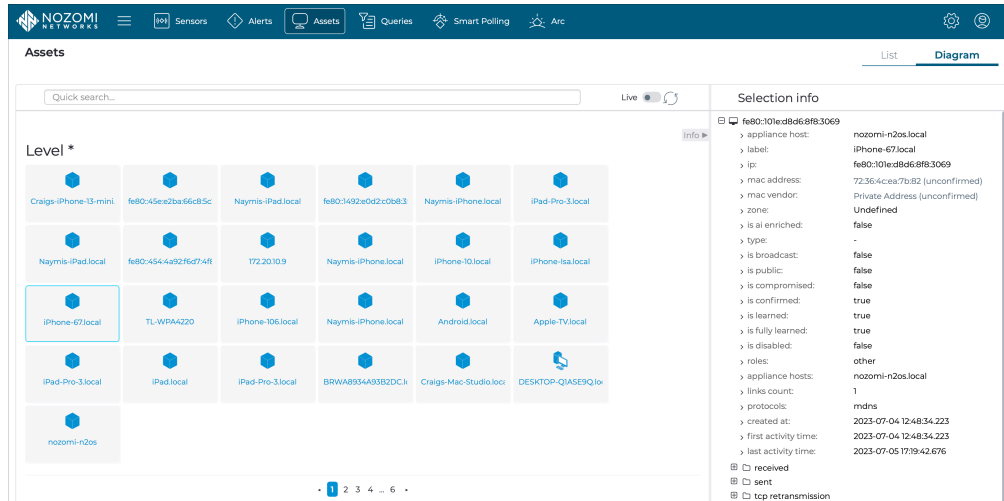 NOZOMI NETWORKS Sensors Alerts Assets Queries Smart Polling Arc
Assets
List Diagram
Quick search... Live
Selection info
Info
Level *
Craigs-iPhone-13-mini. fe80::45e:e2ba:66c8:5c Naymis-iPad.local fe80::1492:e0d2:c0b8:3 Naymis-iPhone.local iPad-Pro-3.local
Naymis-iPad.local fe80::454:4a92:f6d7:4f8 172.20.10.9 Naymis-iPhone.local iPhone-10.local iPhone-Isa.local
iPhone-67.local TL-WPA4220 iPhone-106.local Naymis-iPhone.local Android.local Apple-TV.local
iPad-Pro-3.local iPad.local iPad-Pro-3.local BRWA8934A93B2DC.l Craigs-Mac-Studio.loca DESKTOP-Q1ASE9Q.lo
nozomi-n2os
1 2 3 4 ... 6
fe80::101e:d8d6:8f8:3069
appliance host: nozomi-n2os.local
label: iPhone-67.local
ip: fe80::101e:d8d6:8f8:3069
mac address: 72:36:4c:ea:7b:82 (unconfirmed)
mac vendor: Private Address (unconfirmed)
zone: Undefined
is ai enriched: false
type: -
is broadcast: false
is public: false
is compromised: false
is confirmed: true
is learned: true
is fully learned: true
is disabled: false
roles: other
appliance hosts: nozomi-n2os.local
links count: 1
protocols: mdns
created at: 2023-07-04 12:48:34.223
first activity time: 2023-07-04 12:48:34.223
last activity time: 2023-07-05 17:19:42.676
received
sent
tcp retransmission